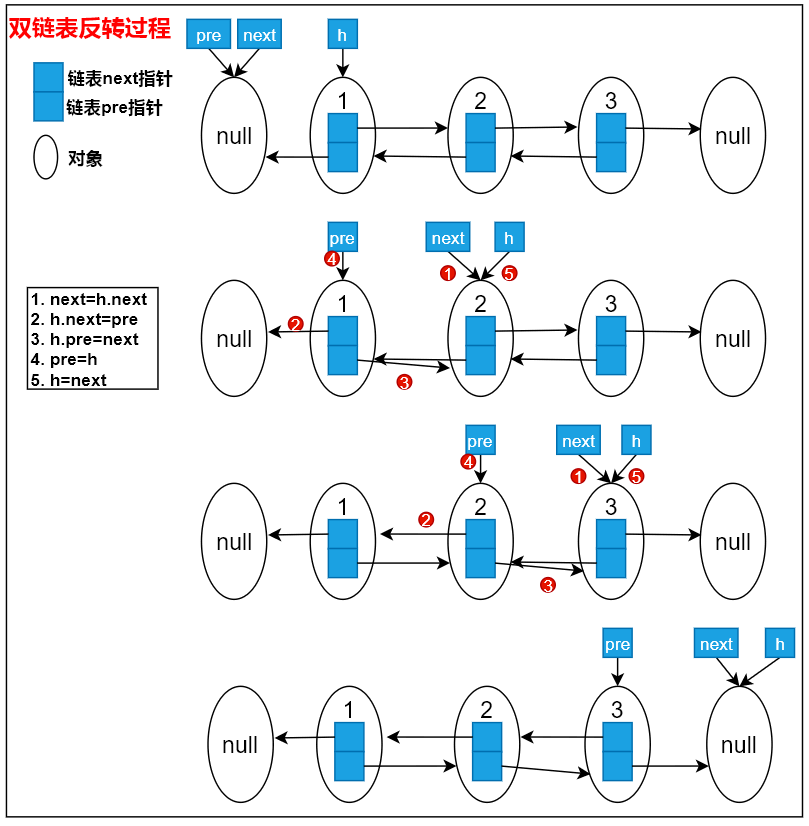 双链表反转过程
pre next h
链表next指针
链表pre指针
对象
null 1 2 3 null
pre next h
4 1 5
1. next=h.next
2. h.next=pre
3. h.pre=next
4. pre=h
5. h=next
null 1 2 3 null
2
3
pre next h
4 1 5
null 1 2 3 null
2
3
pre next h
null 1 2 3 null